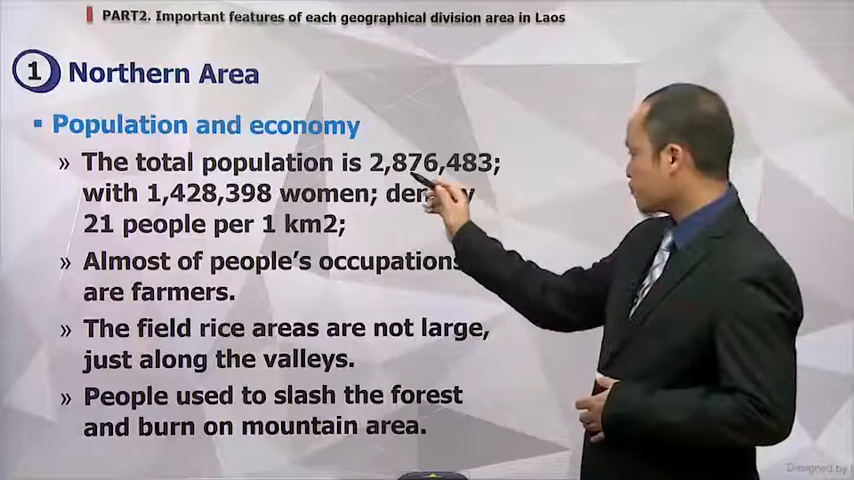 PART2. Important features of each geographical division area in Laos
1 Northern Area
▪ Population and economy
» The total population is 2,876,483;
with 1,428,398 women;
21 people per 1 km2;
» Almost of people's occupations
are farmers.
» The field rice areas are not large,
just along the valleys.
» People used to slash the forest
and burn on mountain area.
Designed by